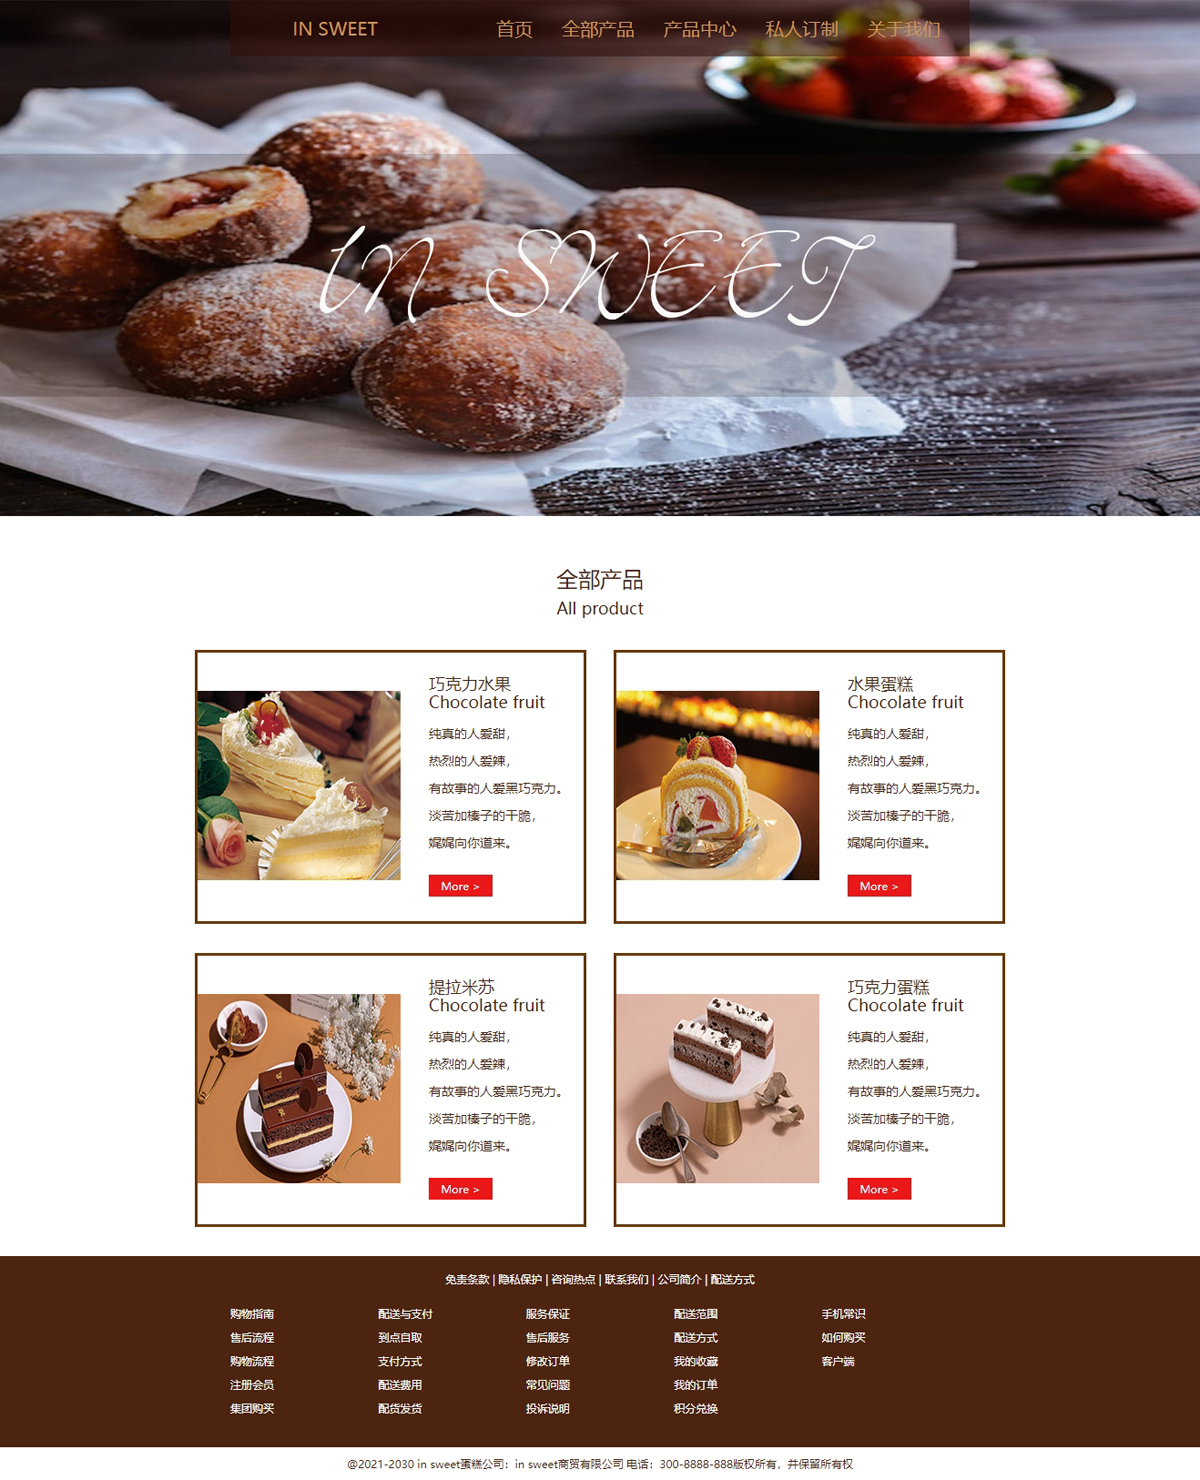 IN SWEET 首页 全部产品 产品中心 私人订制 关于我们
IN SWEET
全部产品
All product
巧克力水果
Chocolate fruit
纯真的人爱甜，
热烈的人爱辣，
有故事的人爱黑巧克力。
淡苦加榛子的干脆，
娓娓向你道来。
More >
水果蛋糕
Chocolate fruit
纯真的人爱甜，
热烈的人爱辣，
有故事的人爱黑巧克力。
淡苦加榛子的干脆，
娓娓向你道来。
More >
提拉米苏
Chocolate fruit
纯真的人爱甜，
热烈的人爱辣，
有故事的人爱黑巧克力。
淡苦加榛子的干脆，
娓娓向你道来。
More >
巧克力蛋糕
Chocolate fruit
纯真的人爱甜，
热烈的人爱辣，
有故事的人爱黑巧克力。
淡苦加榛子的干脆，
娓娓向你道来。
More >
免责条款 | 隐私保护 | 咨询热点 | 联系我们 | 公司简介 | 配送方式
购物指南 配送与支付 服务保证 配送范围 手机常识
售后流程 到点自取 售后服务 配送方式 如何购买
购物流程 支付方式 修改订单 我的收藏 客户端
注册会员 配送费用 常见问题 我的订单
集团购买 配货发货 投诉说明 积分兑换
@2021-2030 in sweet蛋糕公司：in sweet商贸有限公司 电话：300-8888-888版权所有，并保留所有权